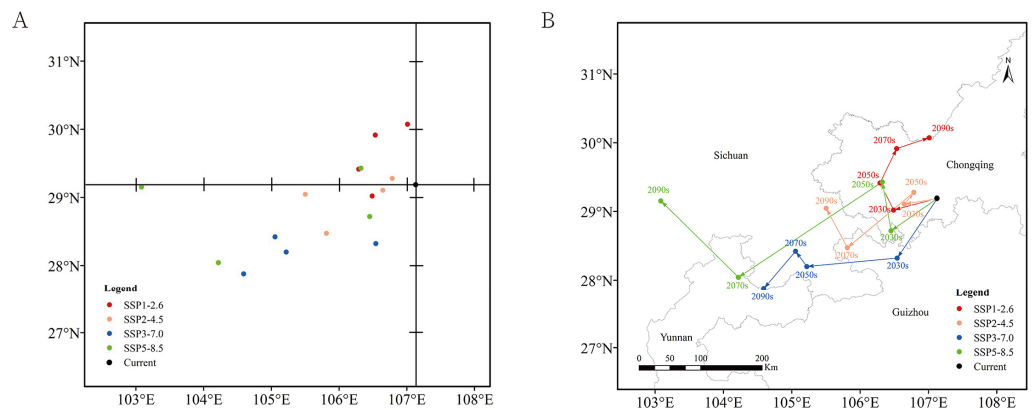 A
31°N
30°N
29°N
28°N
27°N
Legend
SSP1-2.6
SSP2-4.5
SSP3-7.0
SSP5-8.5
Current
103°E 104°E 105°E 106°E 107°E 108°E
B
31°N
30°N
29°N
28°N
27°N
N
2090s
2070s
Sichuan
Chongqing
2050s
2050s
2050s
2090s
2090s
2030s
2030s
2030s
2070s
2070s
2050s
2030s
2070s
2090s
Guizhou
Yunnan
Legend
SSP1-2.6
SSP2-4.5
SSP3-7.0
SSP5-8.5
Current
0 50 100 200
Km
103°E 104°E 105°E 106°E 107°E 108°E